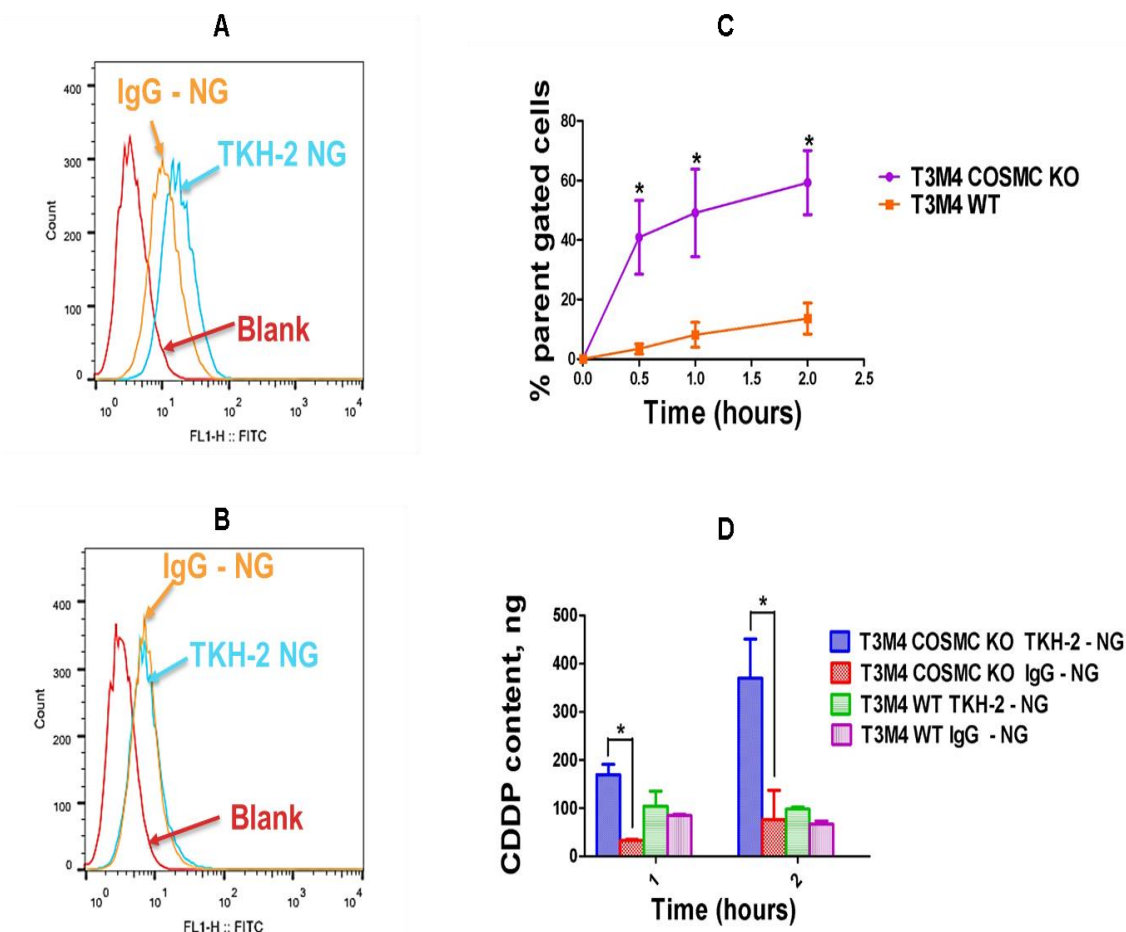 A
400
300
200
100
0
Count
IgG - NG
TKH-2 NG
Blank
10^0 10^1 10^2 10^3 10^4
FL1-H :: FITC
C
80
60
40
20
0
% parent gated cells
* * *
0.0 0.5 1.0 2.0 2.5
Time (hours)
T3M4 COSMC KO
T3M4 WT
B
400
300
200
100
0
Count
IgG - NG
TKH-2 NG
Blank
10^0 10^1 10^2 10^3 10^4
FL1-H :: FITC
D
500
400
300
200
100
0
CDDP content, ng
* *
1 2
Time (hours)
T3M4 COSMC KO TKH-2 - NG
T3M4 COSMC KO IgG - NG
T3M4 WT TKH-2 - NG
T3M4 WT IgG - NG